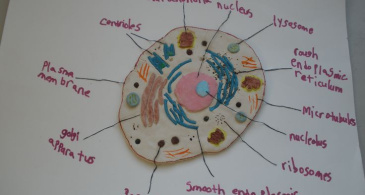 nucleus
centrioles
lysosome
rough
endoplasmic
reticulum
plasma
membrane
Microtubules
golgi
apparatus
nucleolus
ribosomes
Smooth endoplasmic